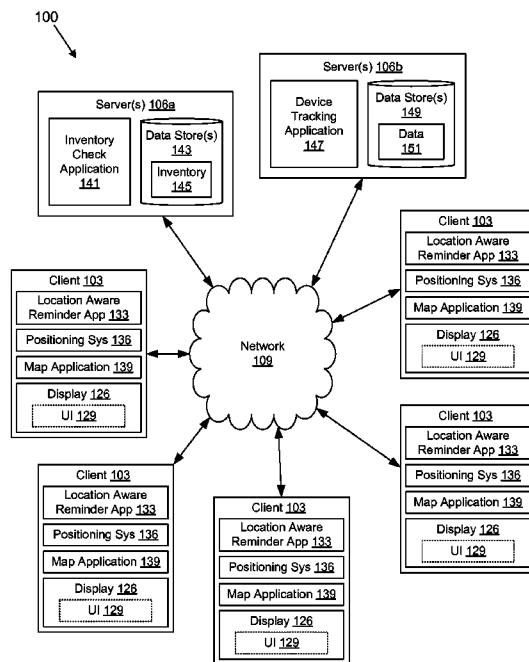 100
Server(s) 106a
Inventory
Check
Application
141
Data Store(s)
143
Inventory
145
Server(s) 106b
Device
Tracking
Application
147
Data Store(s)
149
Data
151
Network
109
Client 103
Location Aware
Reminder App 133
Positioning Sys 136
Map Application 139
Display 126
UI 129
Client 103
Location Aware
Reminder App 133
Positioning Sys 136
Map Application 139
Display 126
UI 129
Client 103
Location Aware
Reminder App 133
Positioning Sys 136
Map Application 139
Display 126
UI 129
Client 103
Location Aware
Reminder App 133
Positioning Sys 136
Map Application 139
Display 126
UI 129
Client 103
Location Aware
Reminder App 133
Positioning Sys 136
Map Application 139
Display 126
UI 129